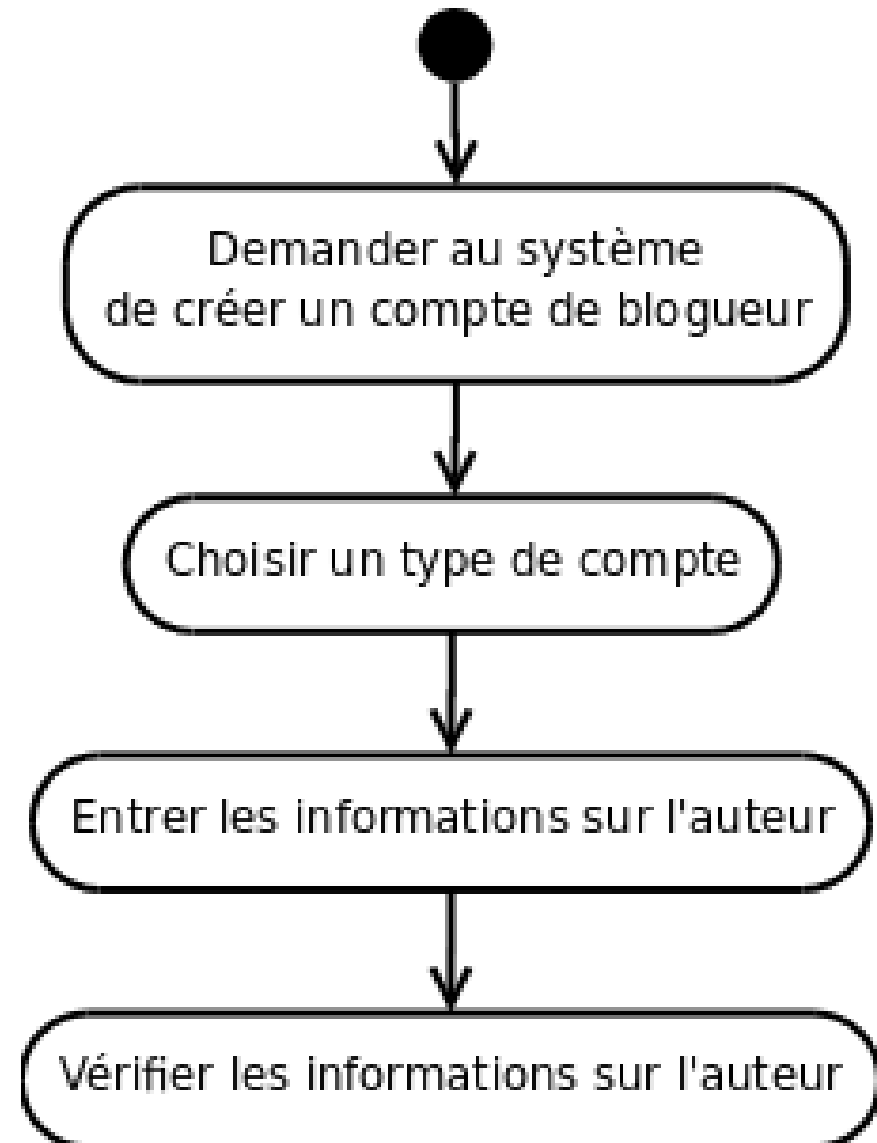 Demander au système
de créer un compte de blogueur
Choisir un type de compte
Entrer les informations sur l'auteur
Vérifier les informations sur l'auteur